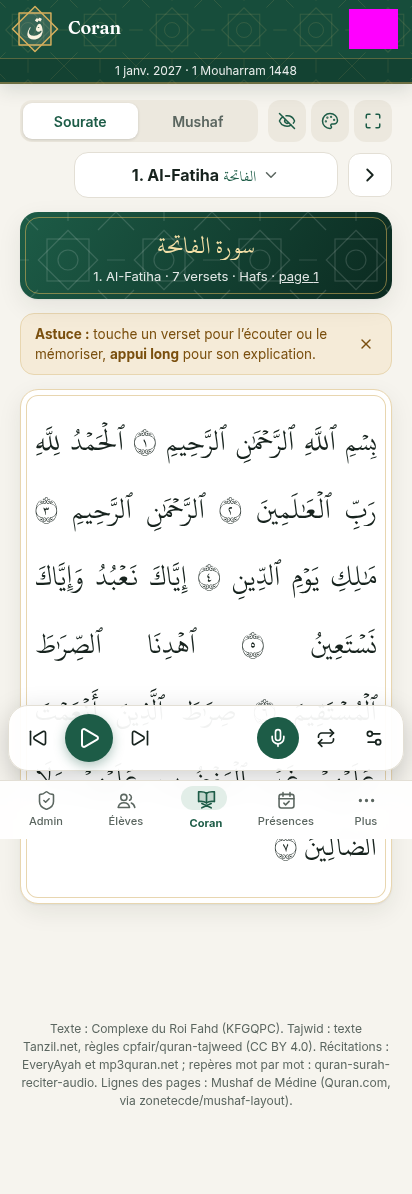 ق Coran
1 janv. 2027 · 1 Mouharram 1448
Sourate Mushaf
1. Al-Fatiha الفاتحة
سورة الفاتحة
1. Al-Fatiha · 7 versets · Hafs · page 1
Astuce : touche un verset pour l’écouter ou le
mémoriser, appui long pour son explication.
بِسْمِ ٱللَّهِ ٱلرَّحْمَٰنِ ٱلرَّحِيمِ ١ ٱلْحَمْدُ لِلَّهِ
رَبِّ ٱلْعَٰلَمِينَ ٢ ٱلرَّحْمَٰنِ ٱلرَّحِيمِ ٣
مَٰلِكِ يَوْمِ ٱلدِّينِ ٤ إِيَّاكَ نَعْبُدُ وَإِيَّاكَ
نَسْتَعِينُ ٥ ٱهْدِنَا ٱلصِّرَٰطَ
ٱلضَّآلِّينَ ٧
Admin Élèves Coran Présences Plus
Texte : Complexe du Roi Fahd (KFGQPC). Tajwid : texte
Tanzil.net, règles cpfair/quran-tajweed (CC BY 4.0). Récitations :
EveryAyah et mp3quran.net ; repères mot par mot : quran-surah-
reciter-audio. Lignes des pages : Mushaf de Médine (Quran.com,
via zonetecde/mushaf-layout).